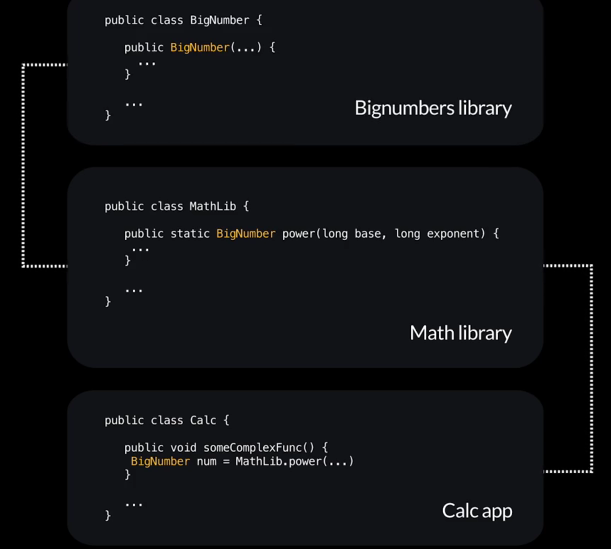 public class BigNumber {
public BigNumber(...) {
...
}
...
}
Bignumbers library
public class MathLib {
public static BigNumber power(long base, long exponent) {
...
}
...
}
Math library
public class Calc {
public void someComplexFunc() {
BigNumber num = MathLib.power(...)
}
...
}
Calc app